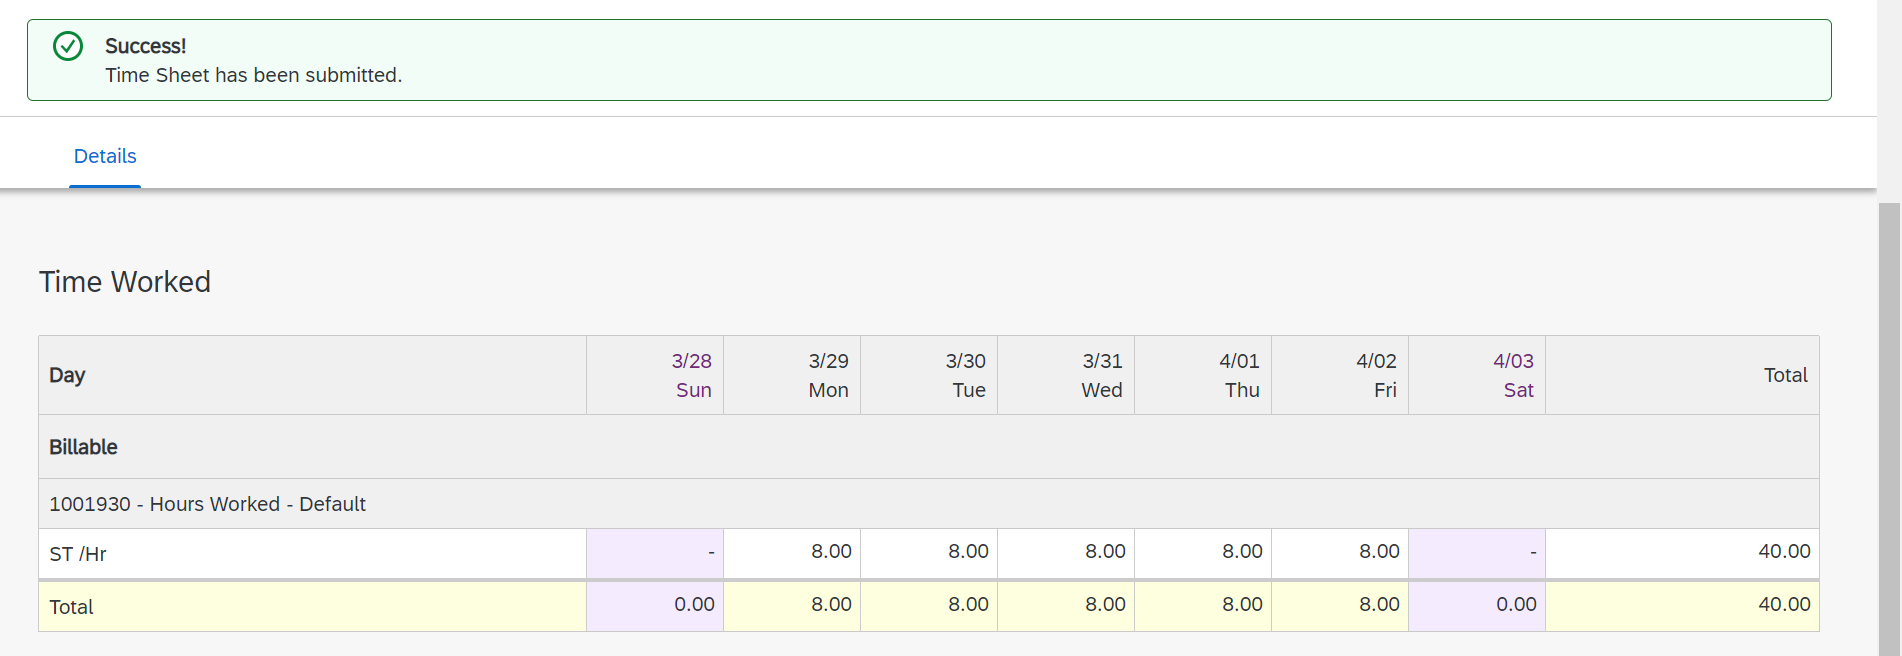 Success!
Time Sheet has been submitted.
Details
Time Worked
Day 3/28 Sun 3/29 Mon 3/30 Tue 3/31 Wed 4/01 Thu 4/02 Fri 4/03 Sat Total
Billable
1001930 - Hours Worked - Default
ST /Hr - 8.00 8.00 8.00 8.00 8.00 - 40.00
Total 0.00 8.00 8.00 8.00 8.00 8.00 0.00 40.00